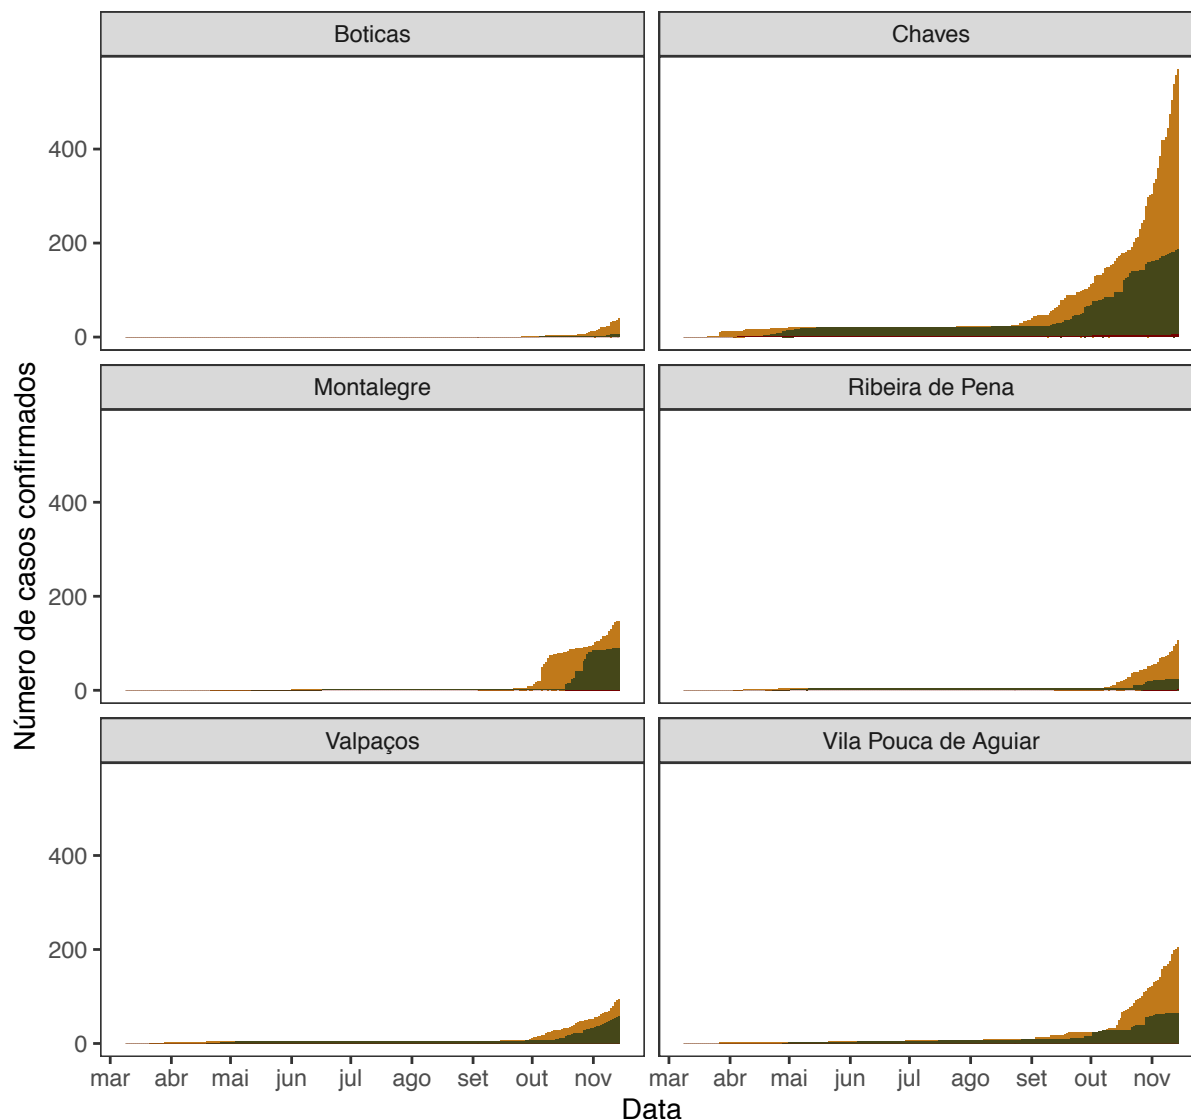 Boticas
Chaves
400
200
0
Montalegre
Ribeira de Pena
400
200
0
Valpaços
Vila Pouca de Aguiar
400
200
0
mar abr mai jun jul ago set out nov
mar abr mai jun jul ago set out nov
Data
Número de casos confirmados